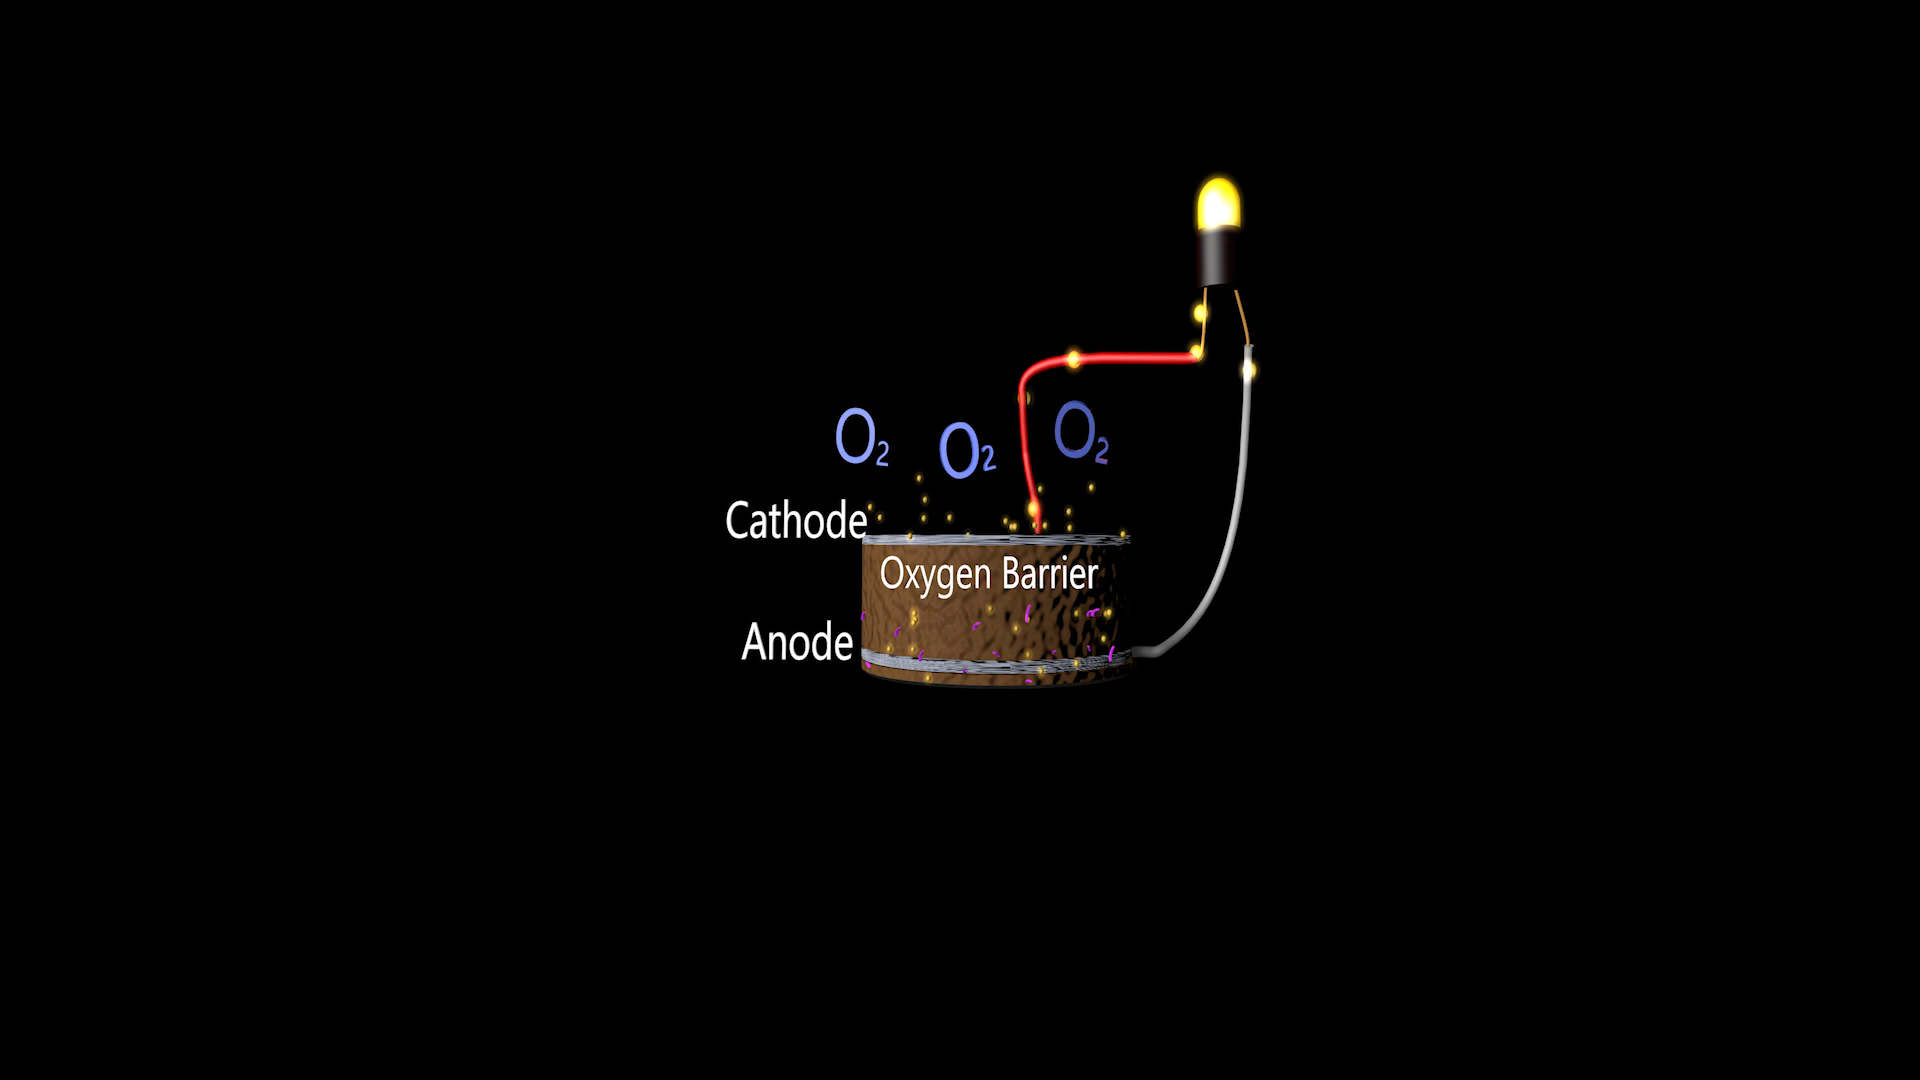 O₂
O₂
O₂
Cathode
Oxygen Barrier
Anode